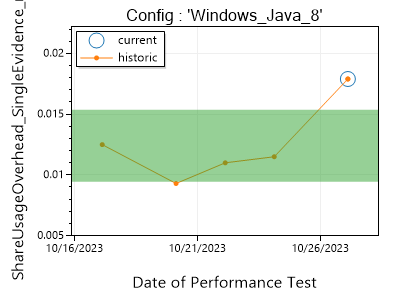 Config : 'Windows_Java_8'
current
historic
0.02
0.015
0.01
0.005
10/16/2023
10/21/2023
10/26/2023
Date of Performance Test